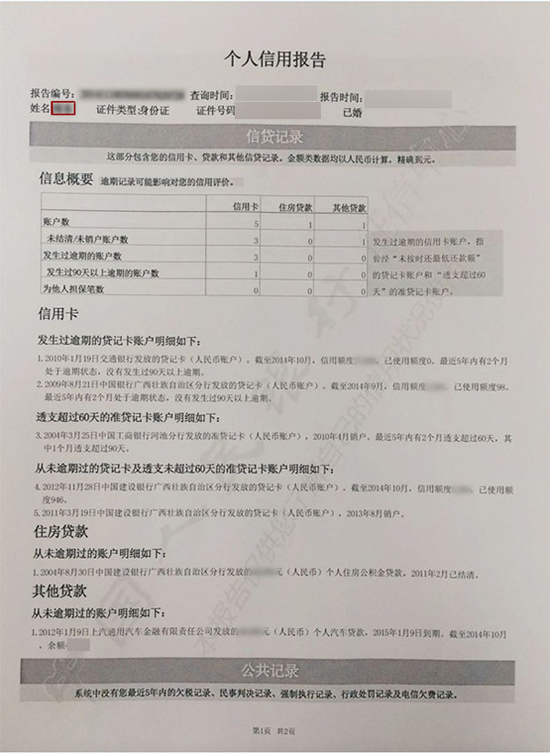 个人信用报告
报告编号: 查询时间: 报告时间:
姓名 证件类型:身份证 证件号码 已婚
信贷记录
这部分包含您的信用卡、贷款和其他信贷记录。金额类数据均以人民币计算，精确到元。
信息概要 逾期记录可能影响对您的信用评价。
信用卡 住房贷款 其他贷款
账户数 5 1 1
未结清/未销户账户数 3 0 1
发生过逾期的账户数 3 0 0
发生过90天以上逾期的账户数 1 0 0
为他人担保笔数 0 0 0
发生过逾期的信用卡账户，指
曾经“未按时还最低还款额”
的贷记卡账户和“透支超过60
天”的准贷记卡账户。
信用卡
发生过逾期的贷记卡账户明细如下：
1.2010年1月19日交通银行发放的贷记卡（人民币账户）。截至2014年10月，信用额度 ，已使用额度0。最近5年内有2个月
处于逾期状态，没有发生过90天以上逾期。
2.2009年8月21日中国银行广西壮族自治区分行发放的贷记卡（人民币账户）。截至2014年9月，信用额度 ，已使用额度98。
最近5年内有2个月处于逾期状态，没有发生过90天以上逾期。
透支超过60天的准贷记卡账户明细如下：
3.2004年3月25日中国工商银行河池分行发放的准贷记卡（人民币账户），2010年4月销户。最近5年内有2个月透支超过60天，其
中1个月透支超过90天。
从未逾期过的贷记卡及透支未超过60天的准贷记卡账户明细如下：
4.2012年11月28日中国建设银行广西壮族自治区分行发放的贷记卡（人民币账户）。截至2014年10月，信用额度 ，已使用额
度946。
5.2011年3月19日中国建设银行广西壮族自治区分行发放的贷记卡（人民币账户），2013年8月销户。
住房贷款
从未逾期过的账户明细如下：
1.2004年8月30日中国建设银行广西壮族自治区分行发放的 元（人民币）个人住房公积金贷款，2011年2月已结清。
其他贷款
从未逾期过的账户明细如下：
1.2012年1月9日上汽通用汽车金融有限责任公司发放的 元（人民币）个人汽车贷款，2015年1月9日到期。截至2014年10月
，余额
公共记录
系统中没有您最近5年内的欠税记录、民事判决记录、强制执行记录、行政处罚记录及电信欠费记录。
第1页 共2页